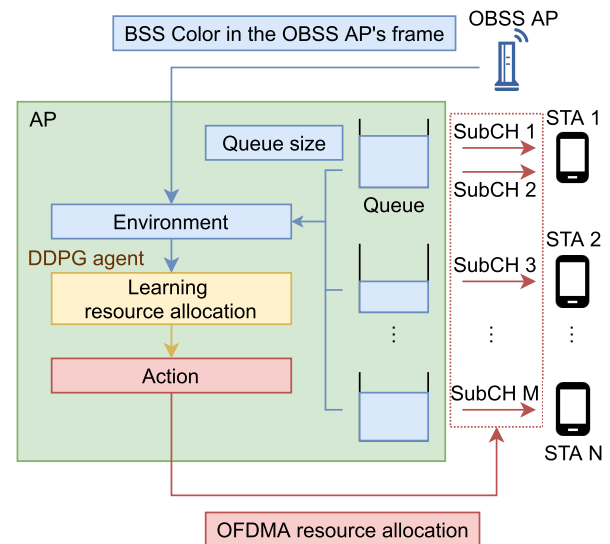 OBSS AP
BSS Color in the OBSS AP's frame
AP
Queue size
SubCH 1
STA 1
SubCH 2
Queue
Environment
DDPG agent
STA 2
SubCH 3
Learning
resource allocation
⋮
⋮
⋮
Action
SubCH M
STA N
OFDMA resource allocation